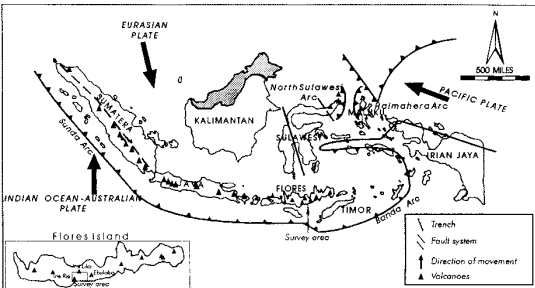 EURASIAN
PLATE
N
500 MILES
PACIFIC PLATE
North Sulawesi
Arc
Halmahera Arc
SUMATERA
KALIMANTAN
SULAWESI
IRIAN JAYA
Sunda Arc
JAVA
FLORES
TIMOR
Banda Arc
INDIAN OCEAN-AUSTRALIAN
PLATE
Survey area
Flores island
Ebulobo
Survey area
Trench
Fault system
Direction of movement
Volcanoes